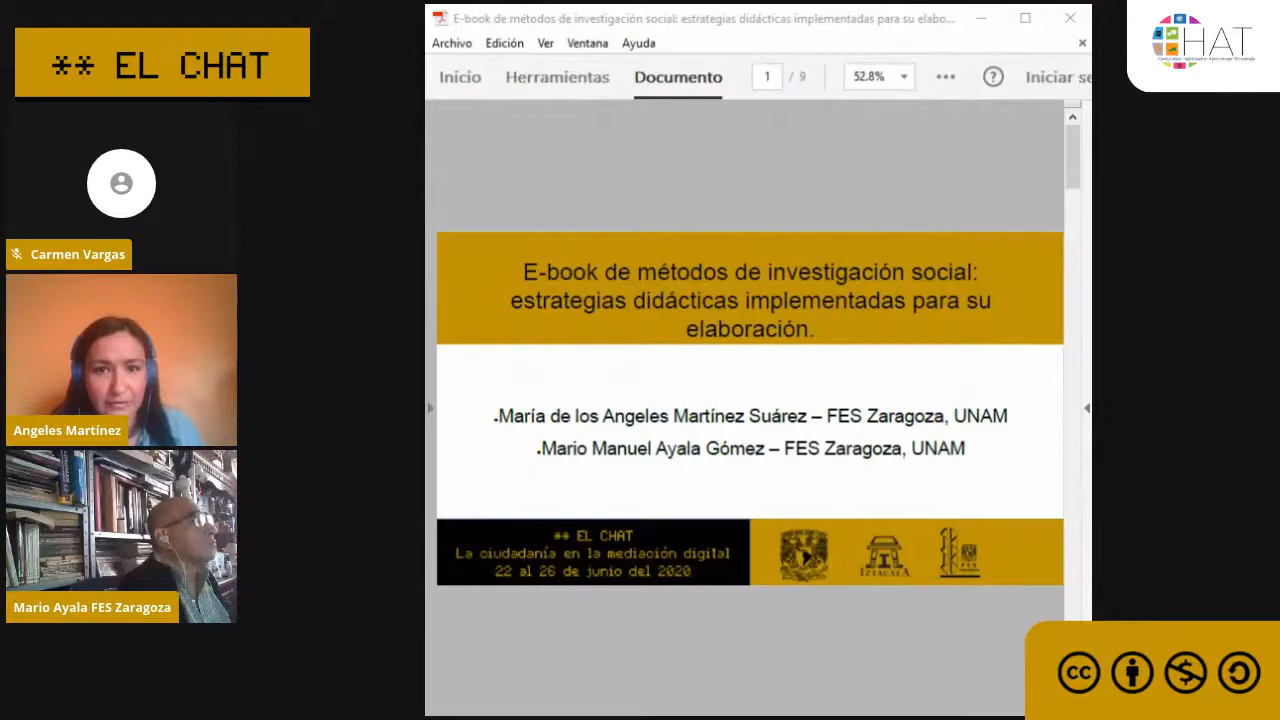 ** EL CHAT
Carmen Vargas
Angeles Martínez
Mario Ayala FES Zaragoza
E-book de métodos de investigación social: estrategias didácticas implementadas para su elabo...
Archivo Edición Ver Ventana Ayuda
Inicio Herramientas Documento 1 / 9 52.8% ... ? Iniciar se
E-book de métodos de investigación social:
estrategias didácticas implementadas para su
elaboración.
.María de los Angeles Martínez Suárez – FES Zaragoza, UNAM
.Mario Manuel Ayala Gómez – FES Zaragoza, UNAM
** EL CHAT
La ciudadanía en la mediación digital
22 al 26 de junio del 2020
IZTACALA
FES
CHAT
cc